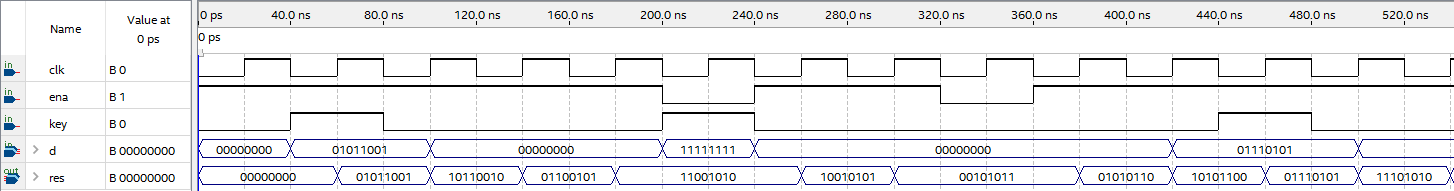 Name Value at 0 ps 0 ps 40.0 ns 80.0 ns 120.0 ns 160.0 ns 200.0 ns 240.0 ns 280.0 ns 320.0 ns 360.0 ns 400.0 ns 440.0 ns 480.0 ns 520.0 ns
0 ps
in clk B 0
in ena B 1
in key B 0
in d B 00000000 00000000 01011001 00000000 11111111 00000000 01110101
out res B 00000000 00000000 01011001 10110010 01100101 11001010 10010101 00101011 01010110 10101100 01110101 11101010